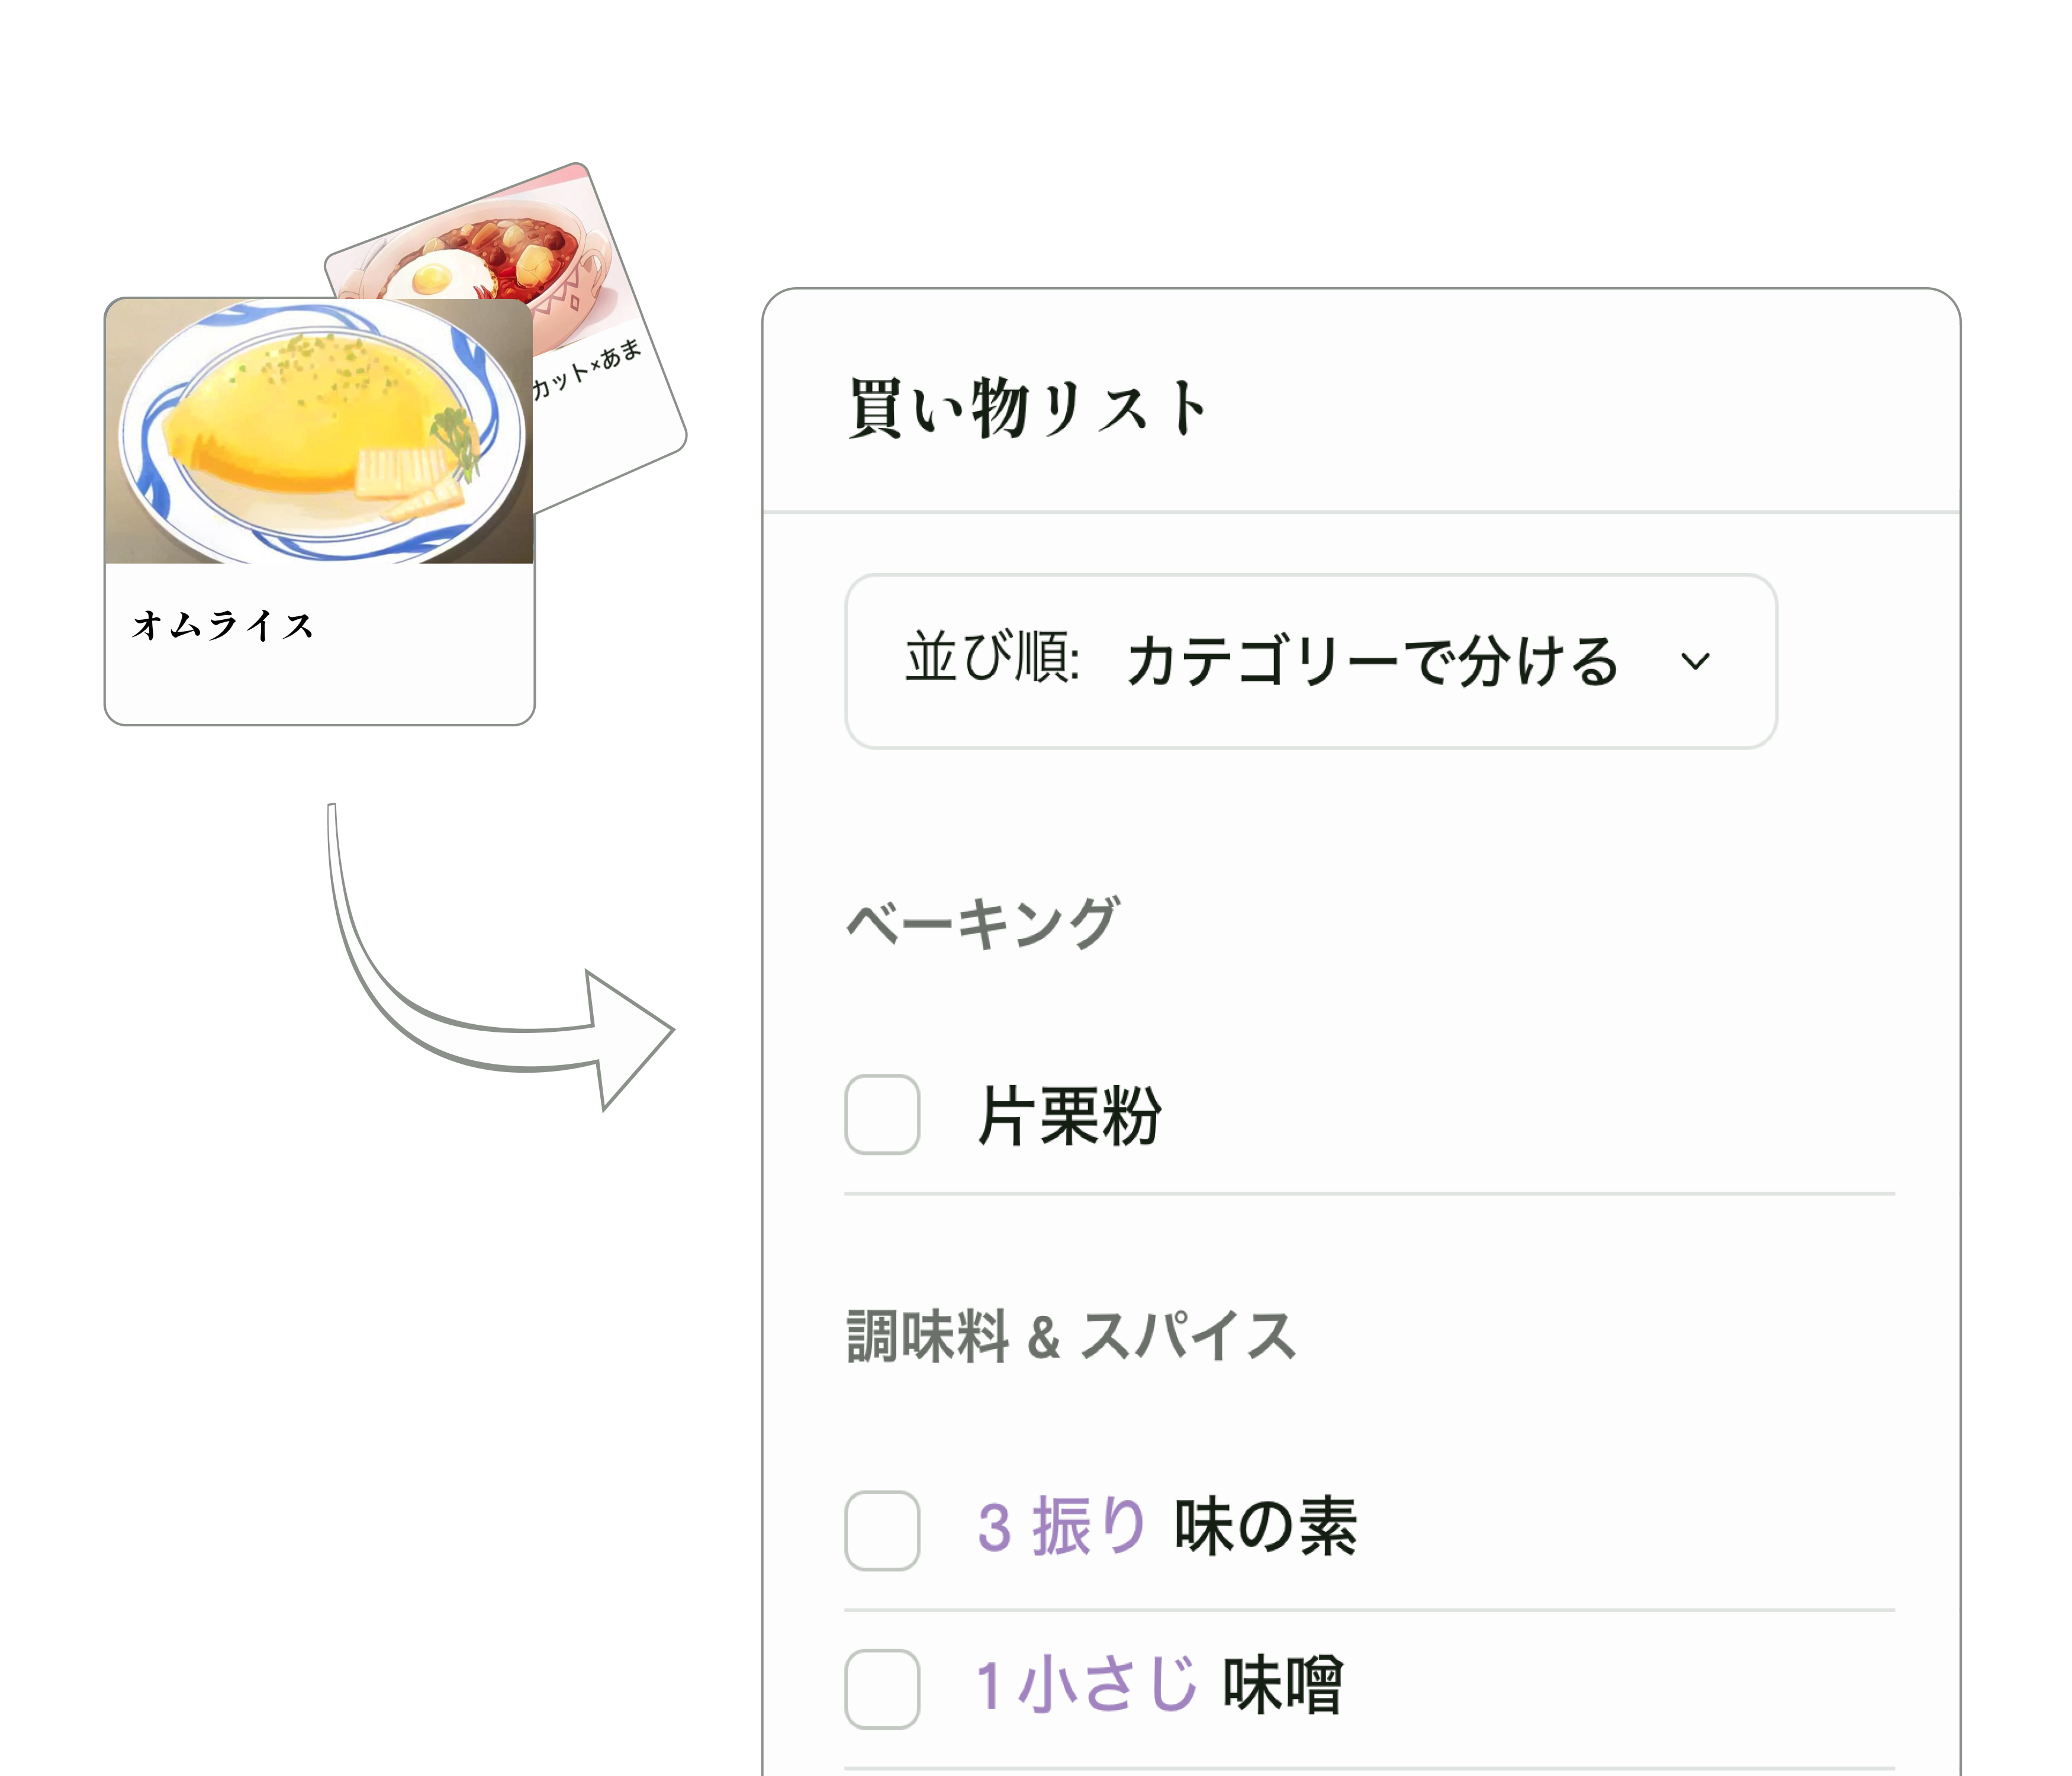 カット×あま
オムライス
買い物リスト
並び順: カテゴリーで分ける
ベーキング
片栗粉
調味料 & スパイス
3 振り 味の素
1 小さじ 味噌